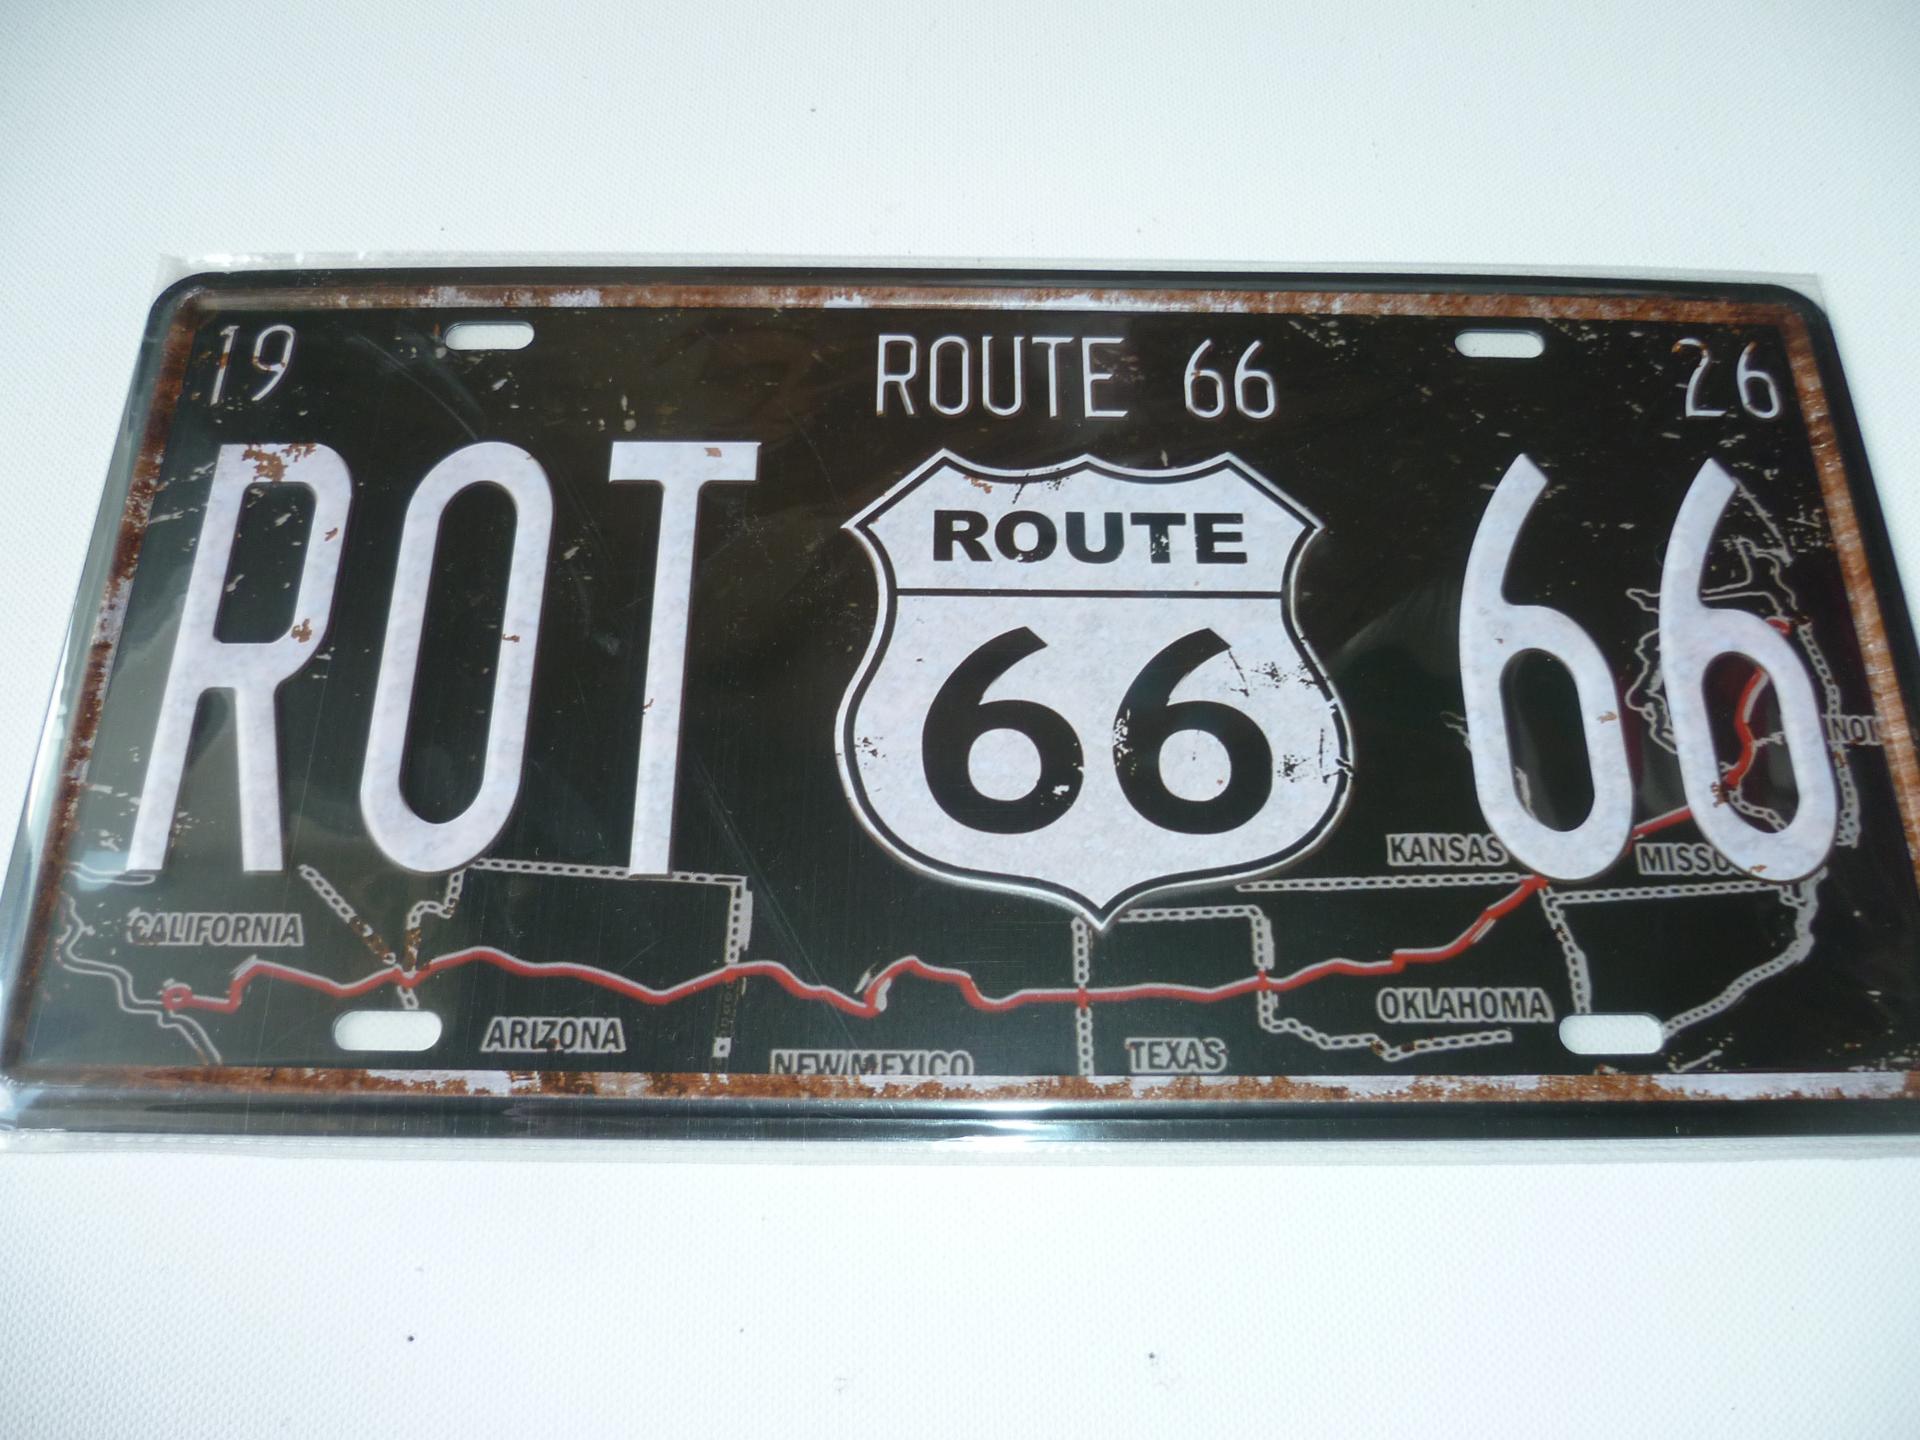 19 ROUTE 66 26
ROT ROUTE 66 66
KANSAS MISSO
CALIFORNIA
OKLAHOMA
ARIZONA
NEW MEXICO TEXAS